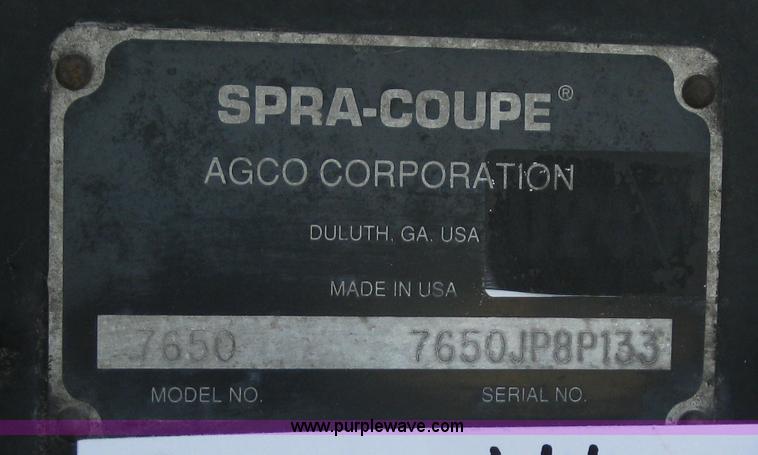 SPRA-COUPE®
AGCO CORPORATION
DULUTH, GA. USA
MADE IN USA
7650 7650JP8P133
MODEL NO. SERIAL NO.
www.purplewave.com